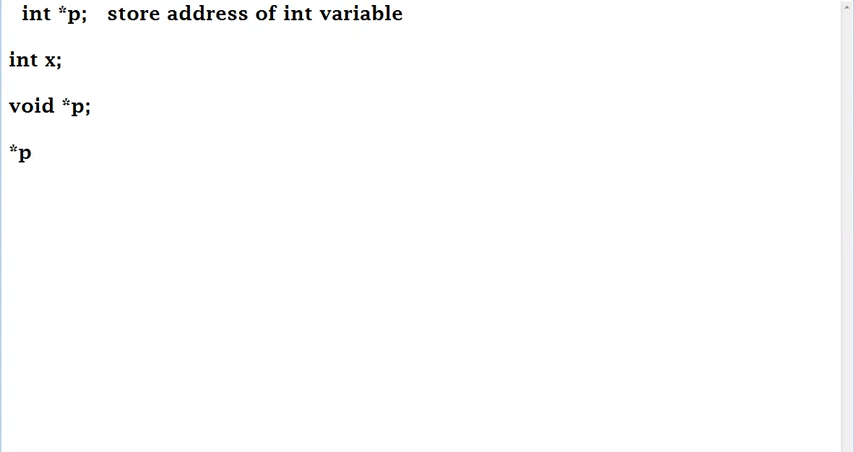 int *p; store address of int variable
int x;
void *p;
*p